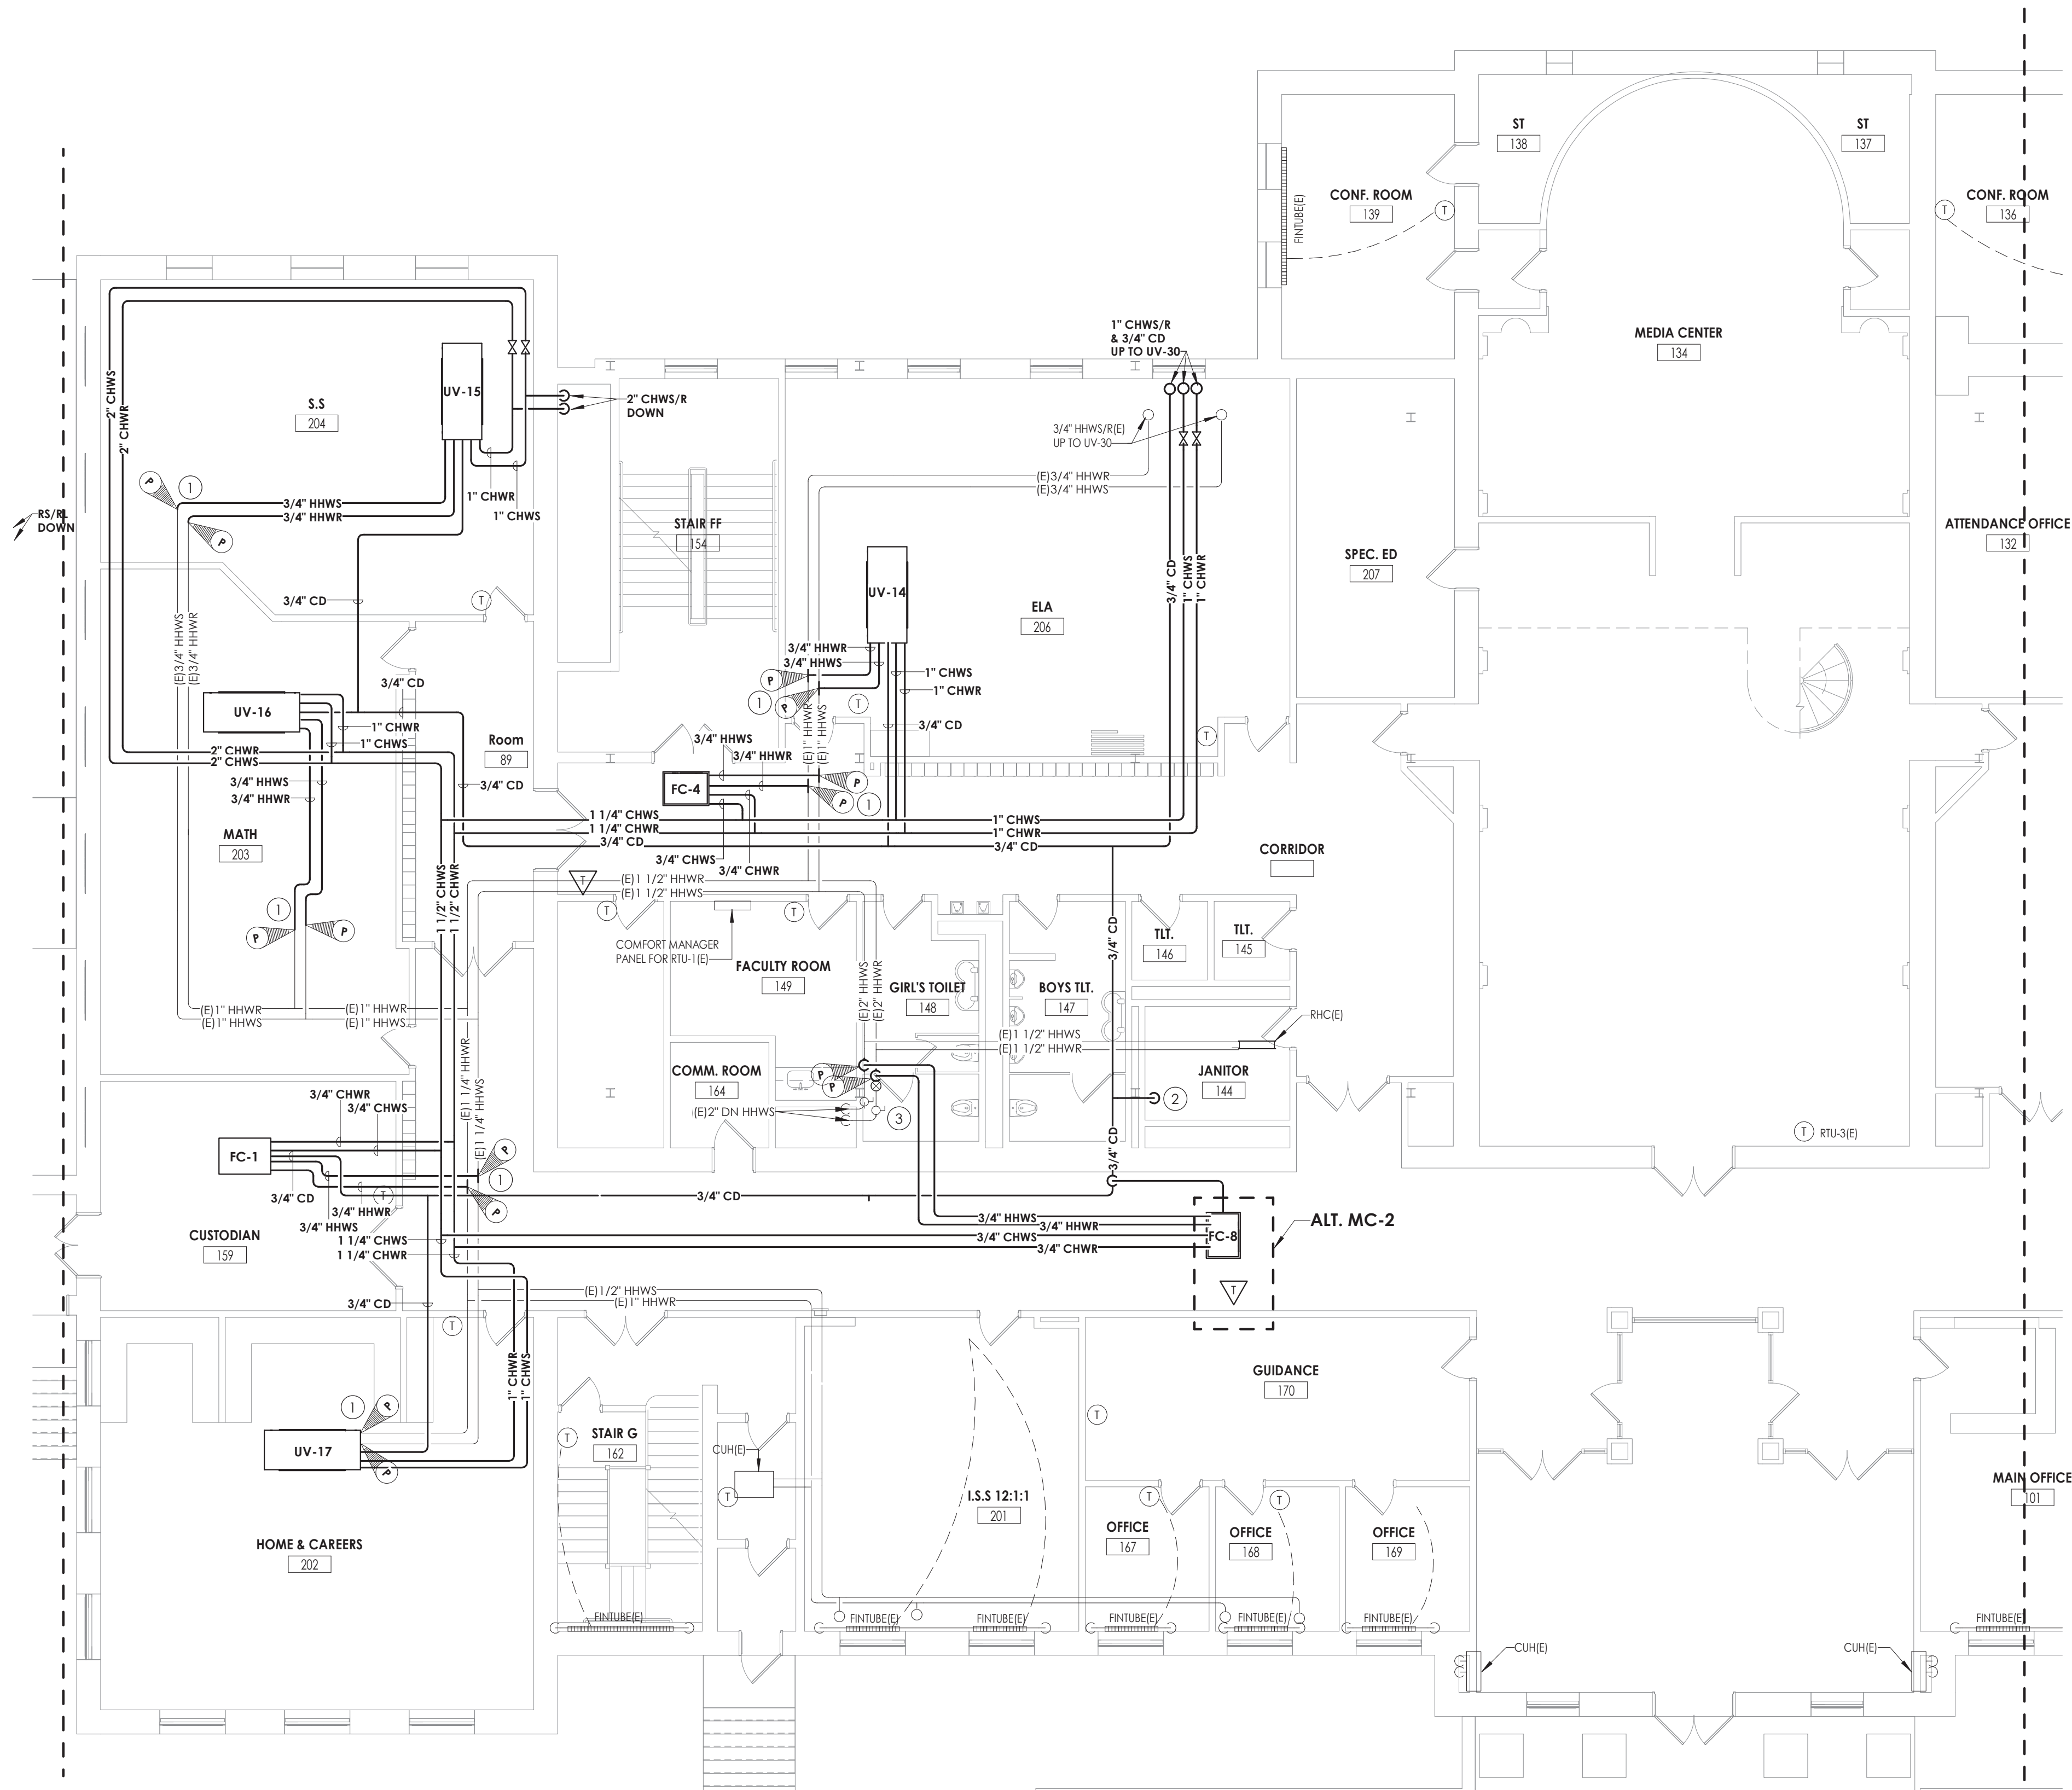 ST
138
ST
137
CONF. ROOM
139
T
FINTUBE(E)
T
CONF. ROOM
136
MEDIA CENTER
134
1" CHWS/R
& 3/4" CD
UP TO UV-30
2" CHWS
2" CHWR
S.S
204
UV-15
2" CHWS/R
DOWN
3/4" HHWS/R(E)
UP TO UV-30
(E)3/4" HHWR
(E)3/4" HHWS
P
1
3/4" HHWS
3/4" HHWR
P
1" CHWR
1" CHWS
RS/RL
DOWN
STAIR FF
154
ATTENDANCE OFFICE
132
SPEC. ED
207
UV-14
3/4" CD
1" CHWS
1" CHWR
ELA
206
3/4" CD
T
(E)3/4" HHWS
(E)3/4" HHWR
3/4" HHWR
3/4" HHWS
1" CHWS
1" CHWR
P
1
P
T
3/4" CD
3/4" CD
UV-16
1" CHWR
1" CHWS
2" CHWR
2" CHWS
Room
89
3/4" HHWS
3/4" HHWR
(E)1" HHWR
(E)1" HHWS
T
3/4" HHWS
3/4" HHWR
3/4" CD
FC-4
P
P
1
MATH
203
1 1/4" CHWS
1 1/4" CHWR
3/4" CD
1" CHWS
1" CHWR
3/4" CD
3/4" CHWS
3/4" CHWR
CORRIDOR
T
(E)1 1/2" HHWR
(E)1 1/2" HHWS
1 1/2" CHWS
1 1/2" CHWR
1
P
P
T
T
COMFORT MANAGER
PANEL FOR RTU-1(E)
FACULTY ROOM
149
GIRL'S TOILET
148
BOYS TLT.
147
3/4" CD
TLT.
146
TLT.
145
(E)2" HHWS
(E)2" HHWR
(E)1" HHWR
(E)1" HHWS
(E)1" HHWR
(E)1" HHWS
(E)1 1/2" HHWS
(E)1 1/2" HHWR
RHC(E)
(E)1 1/4" HHWR
(E)1 1/4" HHWS
COMM. ROOM
164
P
P
JANITOR
144
2
(E)2" DN HHWS
3
3/4" CHWR
3/4" CHWS
T
RTU-3(E)
3/4" CD
FC-1
P
1
P
3/4" CD
T
3/4" HHWR
3/4" HHWS
3/4" CD
CUSTODIAN
159
1 1/4" CHWS
1 1/4" CHWR
3/4" HHWS
3/4" HHWR
3/4" CHWS
3/4" CHWR
FC-8
ALT. MC-2
T
3/4" CD
(E)1/2" HHWS
(E)1" HHWR
T
1" CHWR
1" CHWS
GUIDANCE
170
1
P
P
UV-17
T
STAIR G
162
CUH(E)
T
T
I.S.S 12:1:1
201
T
T
OFFICE
167
OFFICE
168
OFFICE
169
MAIN OFFICE
101
HOME & CAREERS
202
FINTUBE(E)
FINTUBE(E)
FINTUBE(E)
FINTUBE(E)
FINTUBE(E)
FINTUBE(E)
FINTUBE(E)
CUH(E)
CUH(E)